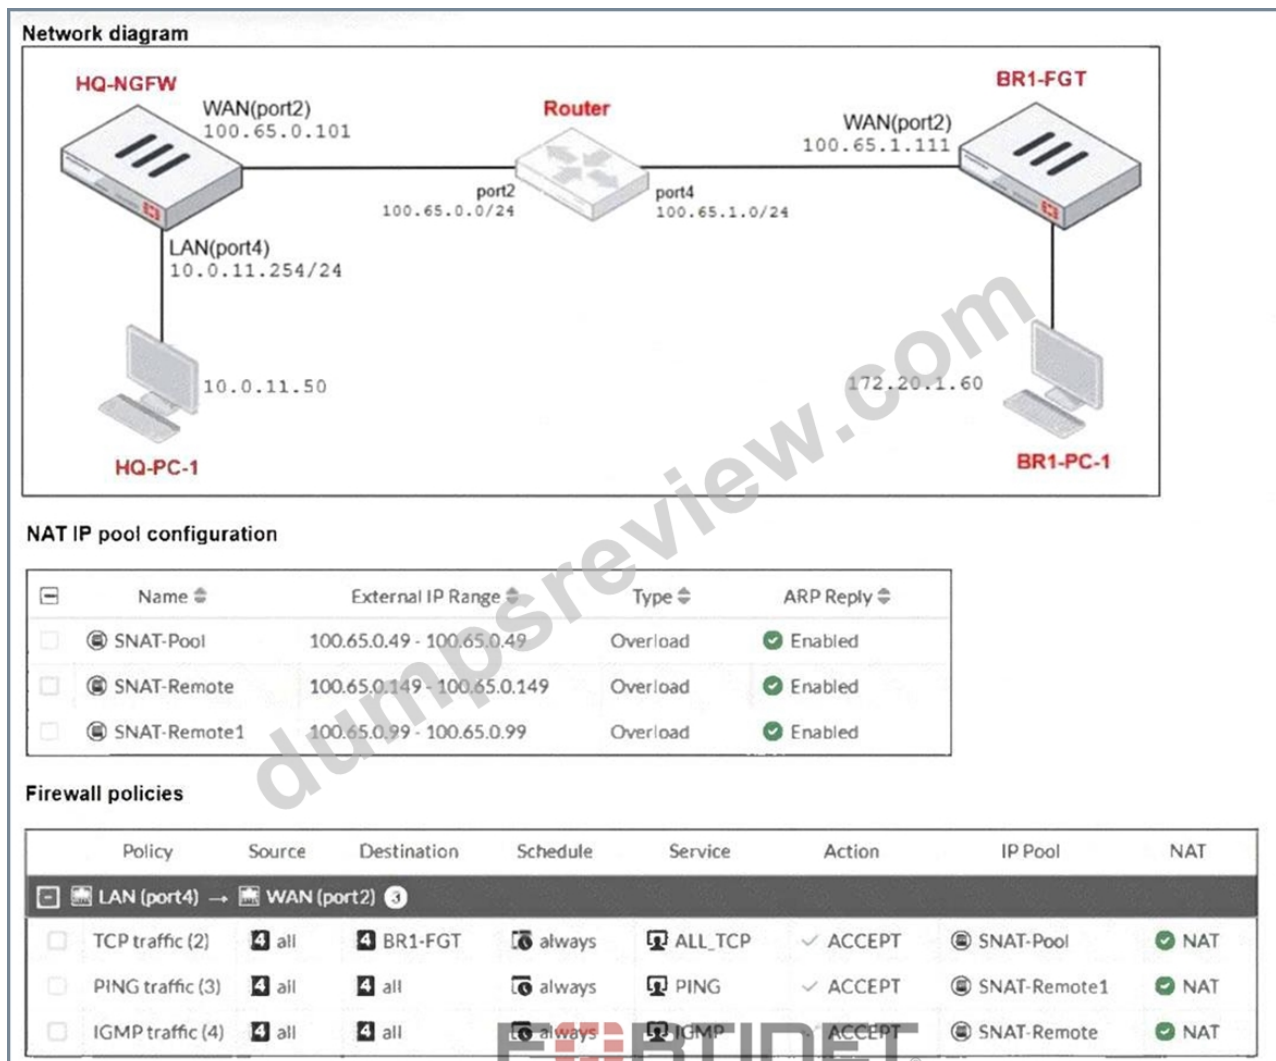 Network diagram
HQ-NGFW
WAN(port2)
100.65.0.101
Router
BR1-FGT
WAN(port2)
100.65.1.111
port2
100.65.0.0/24
port4
100.65.1.0/24
LAN(port4)
10.0.11.254/24
10.0.11.50
172.20.1.60
HQ-PC-1
BR1-PC-1
dumpsreview.com
NAT IP pool configuration
Name External IP Range Type ARP Reply
SNAT-Pool 100.65.0.49 - 100.65.0.49 Overload Enabled
SNAT-Remote 100.65.0.149 - 100.65.0.149 Overload Enabled
SNAT-Remote1 100.65.0.99 - 100.65.0.99 Overload Enabled
Firewall policies
Policy Source Destination Schedule Service Action IP Pool NAT
LAN (port4) → WAN (port2) 3
TCP traffic (2) 4 all 4 BR1-FGT always ALL_TCP ACCEPT SNAT-Pool NAT
PING traffic (3) 4 all 4 all always PING ACCEPT SNAT-Remote1 NAT
IGMP traffic (4) 4 all 4 all always IGMP ACCEPT SNAT-Remote NAT
FORTINET